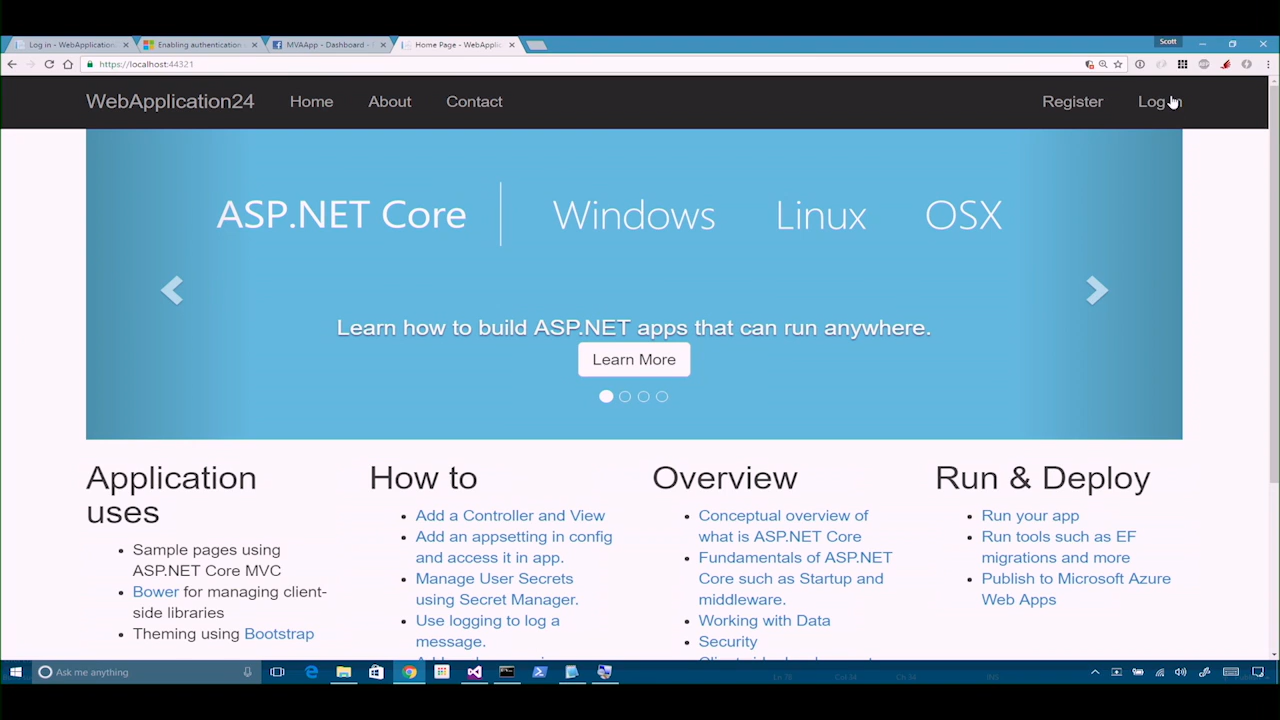 Log in - WebApplication
Enabling authentication
MVAApp - Dashboard -
Home Page - WebApplic
Scott
https://localhost:44321
WebApplication24 Home About Contact Register Log in
ASP.NET Core Windows Linux OSX
Learn how to build ASP.NET apps that can run anywhere.
Learn More
Application
uses
Sample pages using
ASP.NET Core MVC
Bower for managing client-
side libraries
Theming using Bootstrap
How to
Add a Controller and View
Add an appsetting in config
and access it in app.
Manage User Secrets
using Secret Manager.
Use logging to log a
message.
Overview
Conceptual overview of
what is ASP.NET Core
Fundamentals of ASP.NET
Core such as Startup and
middleware.
Working with Data
Security
Run & Deploy
Run your app
Run tools such as EF
migrations and more
Publish to Microsoft Azure
Web Apps
Ask me anything